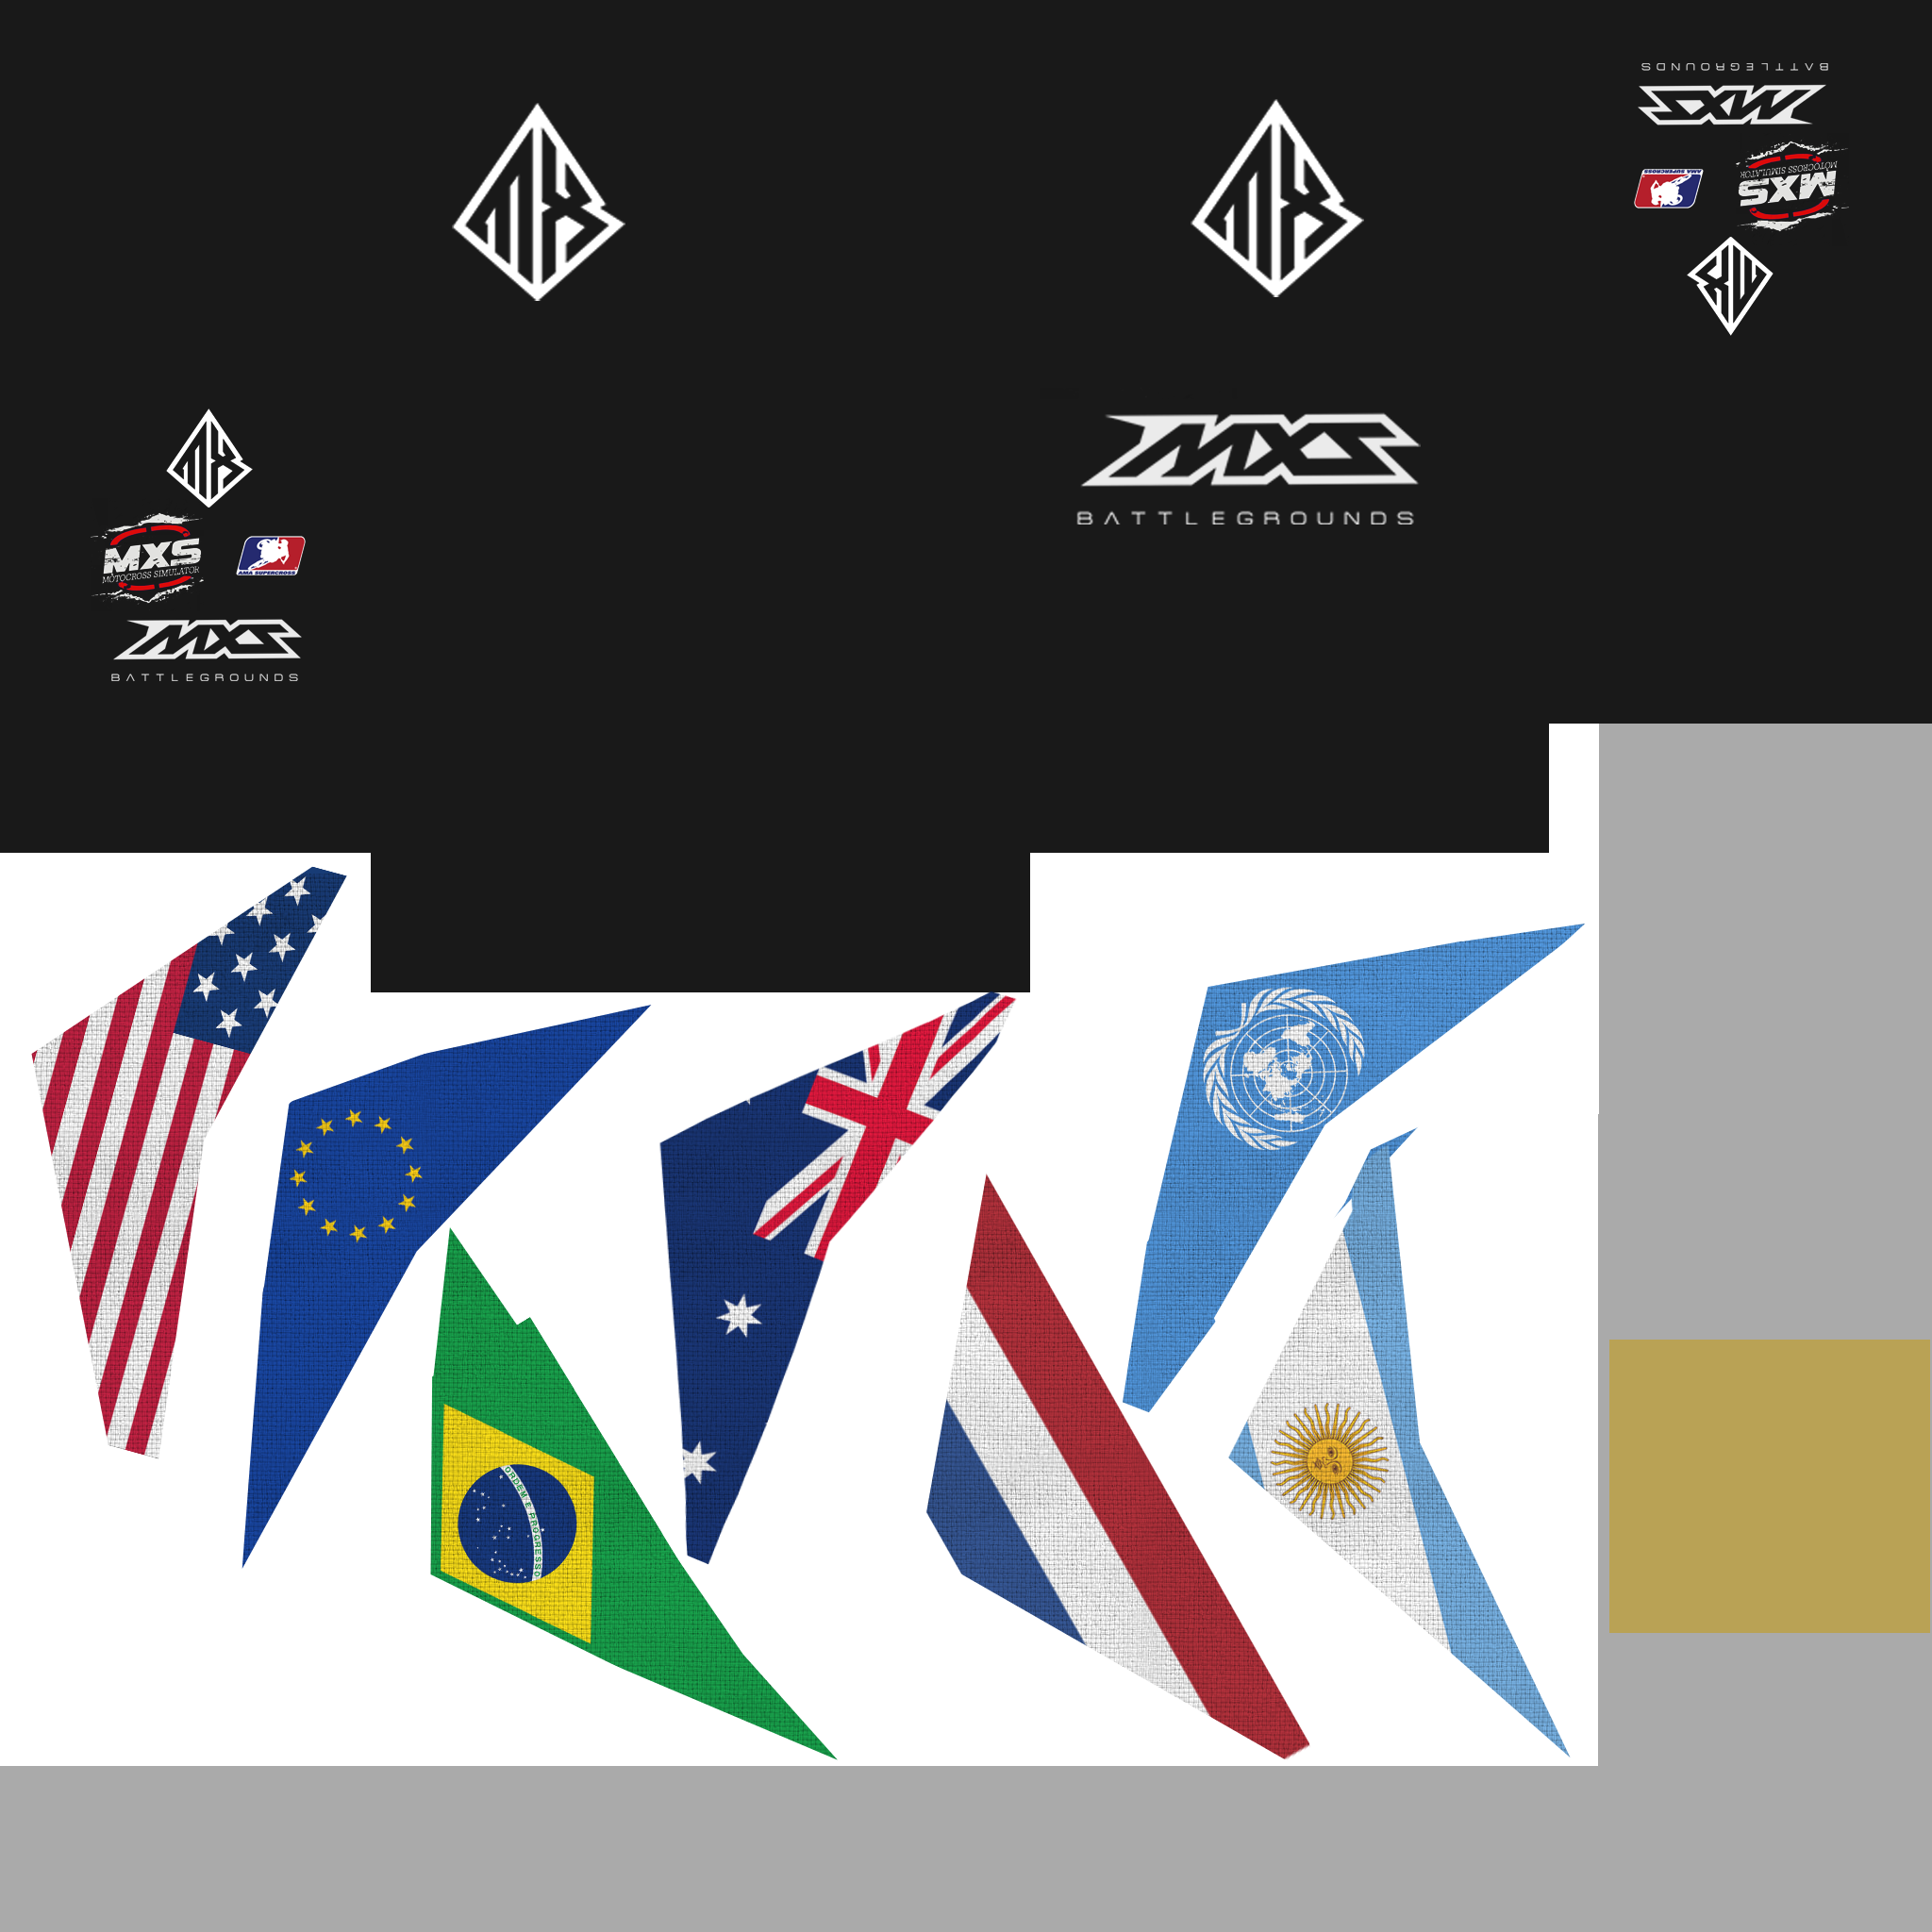 BATTLEGROUNDS
MXS
MXS
MOTOCROSS SIMULATOR
AMA SUPERCROSS
MXS
BATTLEGROUNDS
MXS
MOTOCROSS SIMULATOR
AMA SUPERCROSS
MXS
BATTLEGROUNDS
ORDEM E PROGRESSO